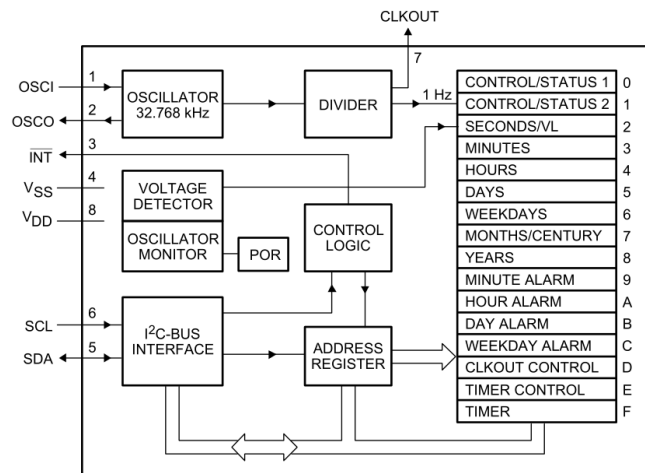 CLKOUT
7
OSCI
1
OSCILLATOR
32.768 kHz
DIVIDER
1 Hz
OSCO
2
INT
3
VSS
4
VOLTAGE
DETECTOR
VDD
8
OSCILLATOR
MONITOR
POR
CONTROL
LOGIC
SCL
6
I²C-BUS
INTERFACE
SDA
5
ADDRESS
REGISTER
CONTROL/STATUS 1 0
CONTROL/STATUS 2 1
SECONDS/VL 2
MINUTES 3
HOURS 4
DAYS 5
WEEKDAYS 6
MONTHS/CENTURY 7
YEARS 8
MINUTE ALARM 9
HOUR ALARM A
DAY ALARM B
WEEKDAY ALARM C
CLKOUT CONTROL D
TIMER CONTROL E
TIMER F